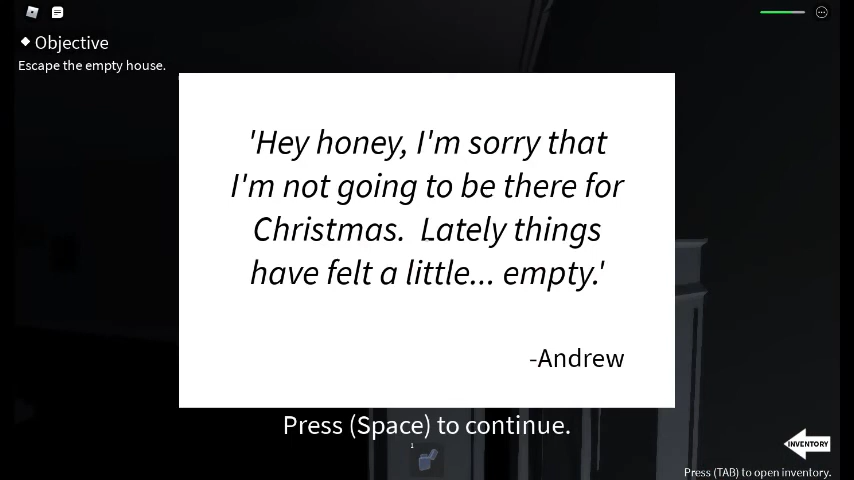 Objective
Escape the empty house.
'Hey honey, I'm sorry that
I'm not going to be there for
Christmas.  Lately things
have felt a little... empty.'
-Andrew
Press (Space) to continue.
1
INVENTORY
Press (TAB) to open inventory.